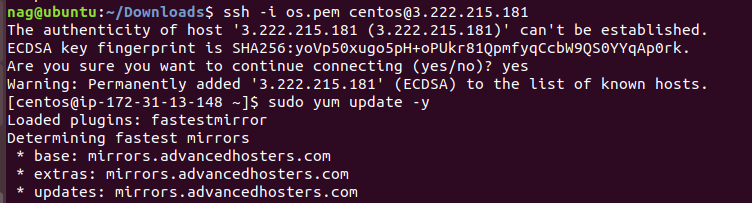 nag@ubuntu:~/Downloads$ ssh -i os.pem centos@3.222.215.181
The authenticity of host '3.222.215.181 (3.222.215.181)' can't be established.
ECDSA key fingerprint is SHA256:yoVp50xugo5pH+oPUkr81QpmfyqCcbW9QS0YYqAp0rk.
Are you sure you want to continue connecting (yes/no)? yes
Warning: Permanently added '3.222.215.181' (ECDSA) to the list of known hosts.
[centos@ip-172-31-13-148 ~]$ sudo yum update -y
Loaded plugins: fastestmirror
Determining fastest mirrors
 * base: mirrors.advancedhosters.com
 * extras: mirrors.advancedhosters.com
 * updates: mirrors.advancedhosters.com